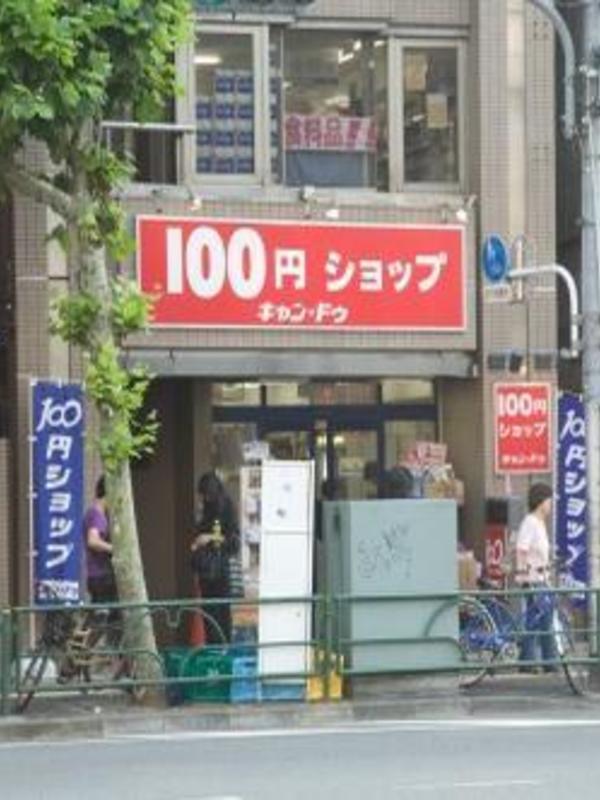 食料品
100円 ショップ
キャン・ドゥ
100円ショップ
100円
ショップ
キャンドゥ
100円ショップ